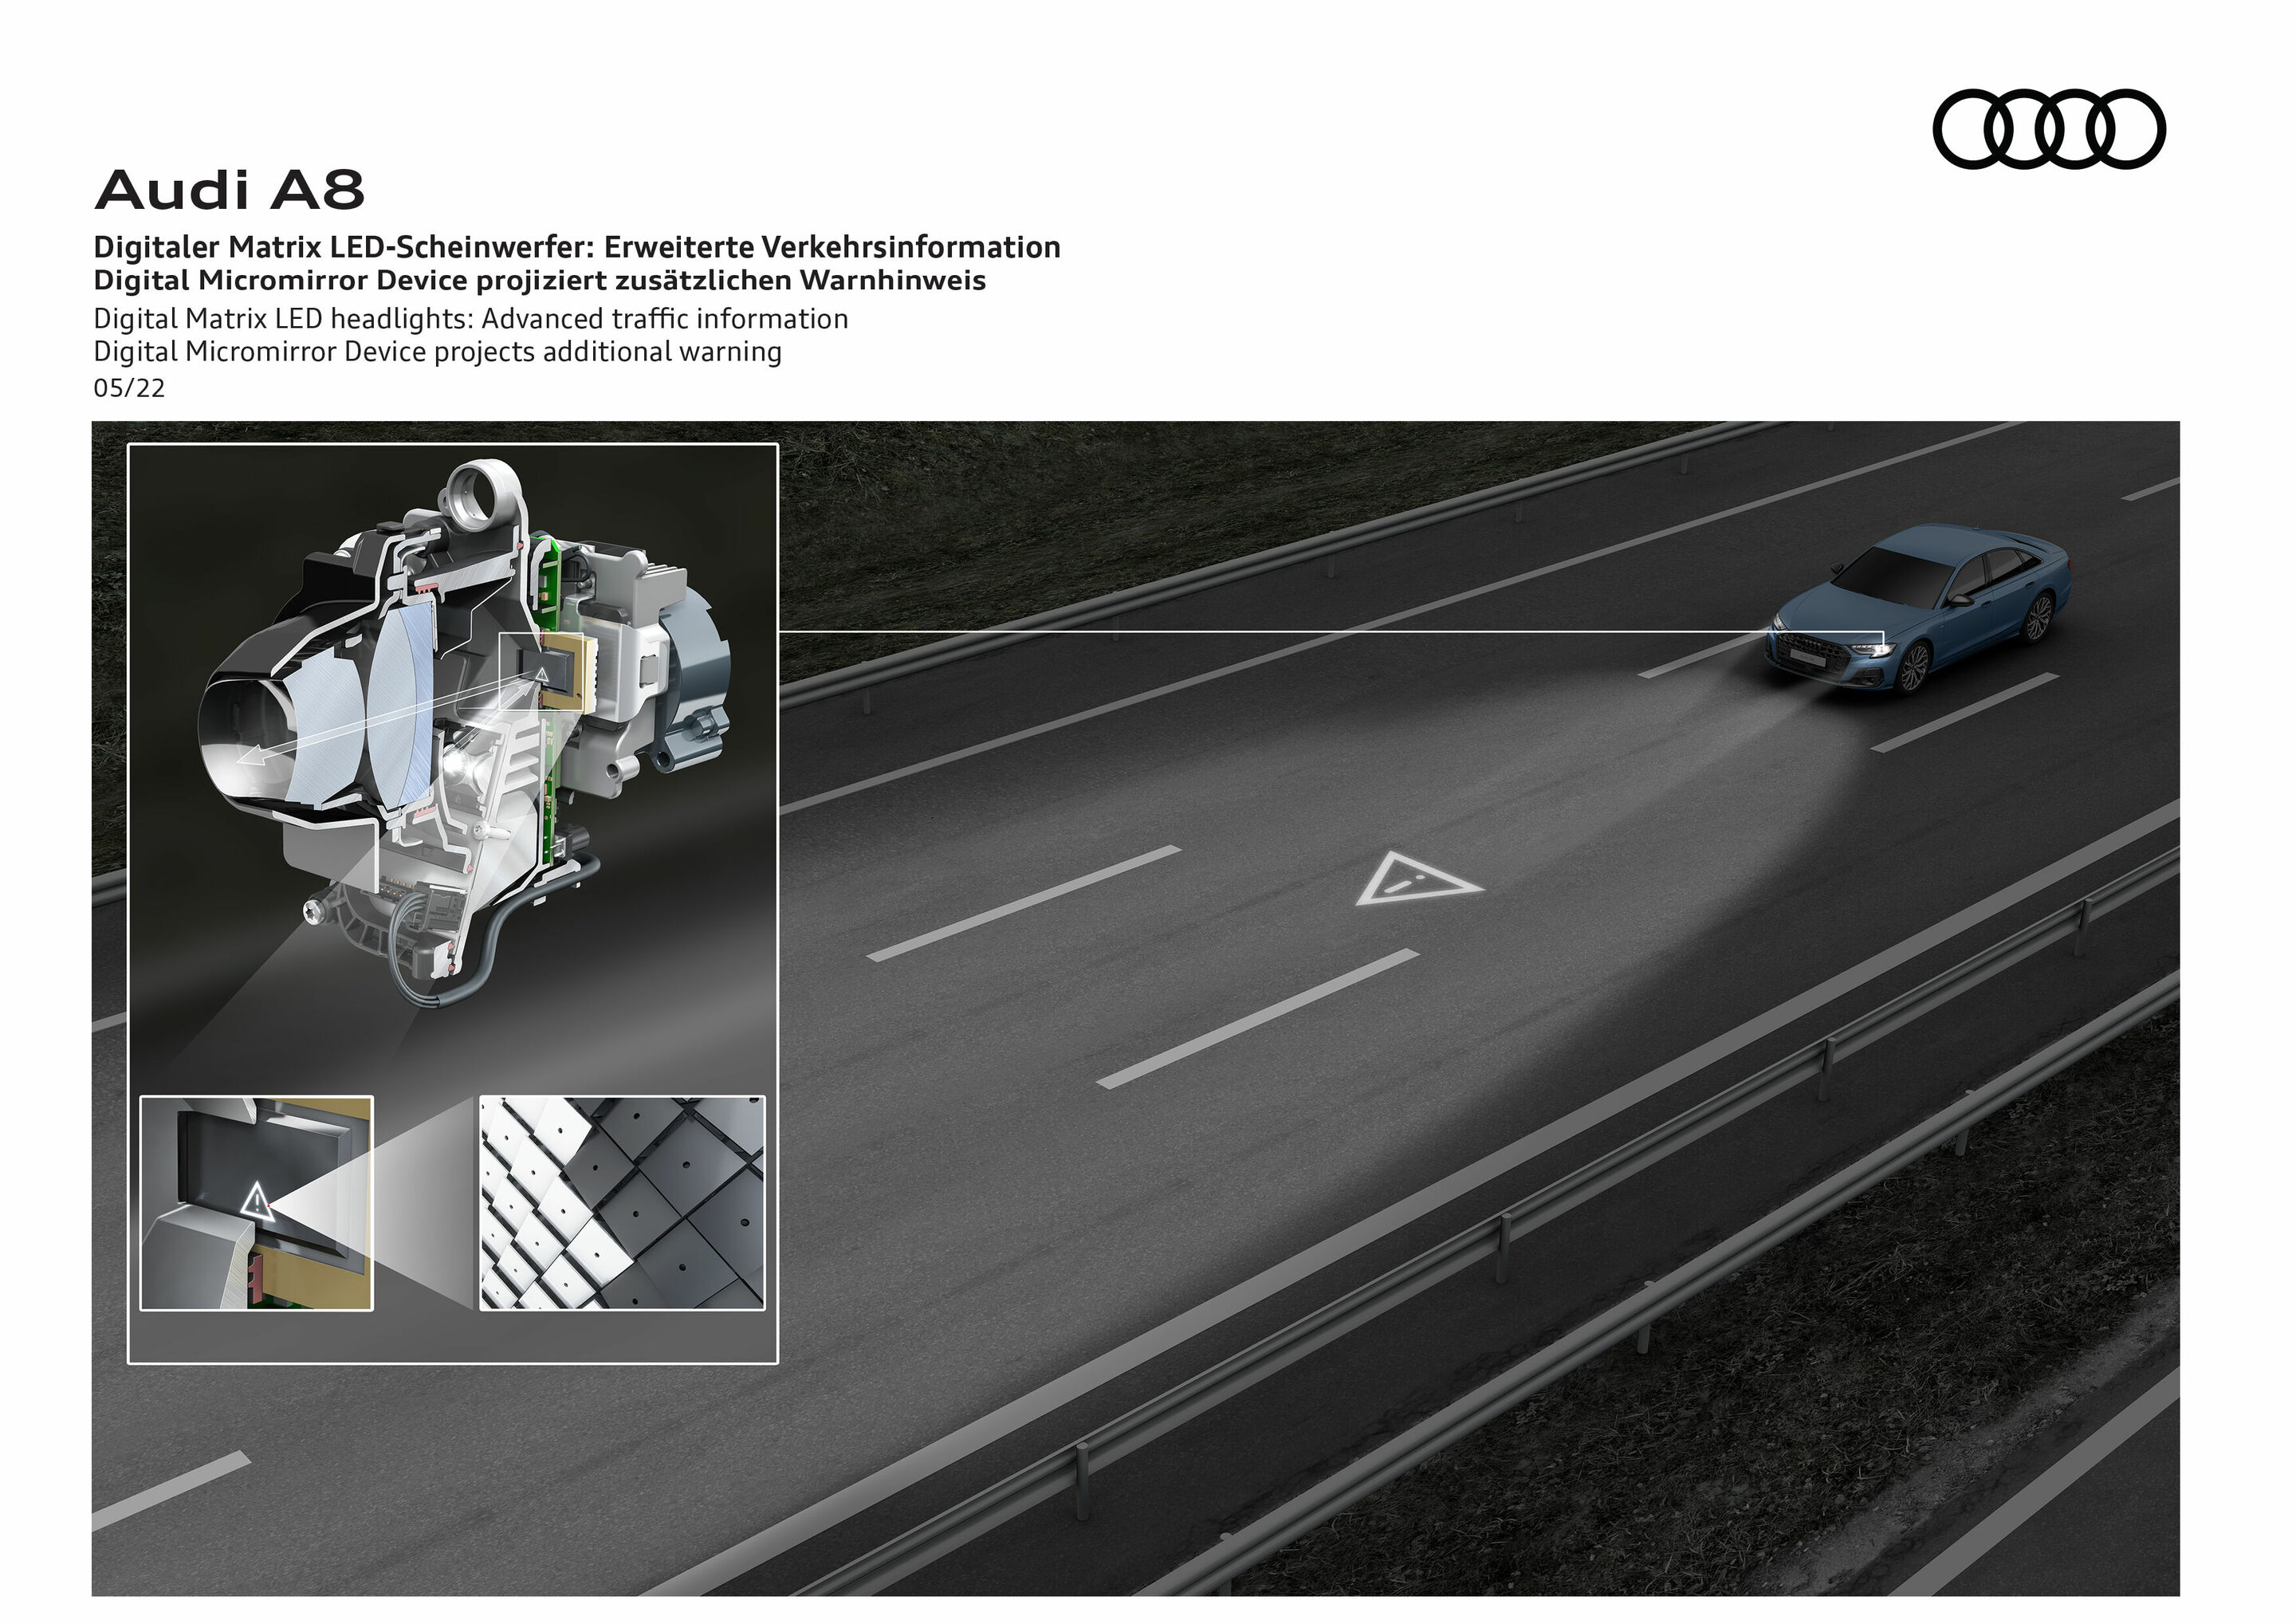 Audi A8
Digitaler Matrix LED-Scheinwerfer: Erweiterte Verkehrsinformation
Digital Micromirror Device projiziert zusätzlichen Warnhinweis
Digital Matrix LED headlights: Advanced traffic information
Digital Micromirror Device projects additional warning
05/22